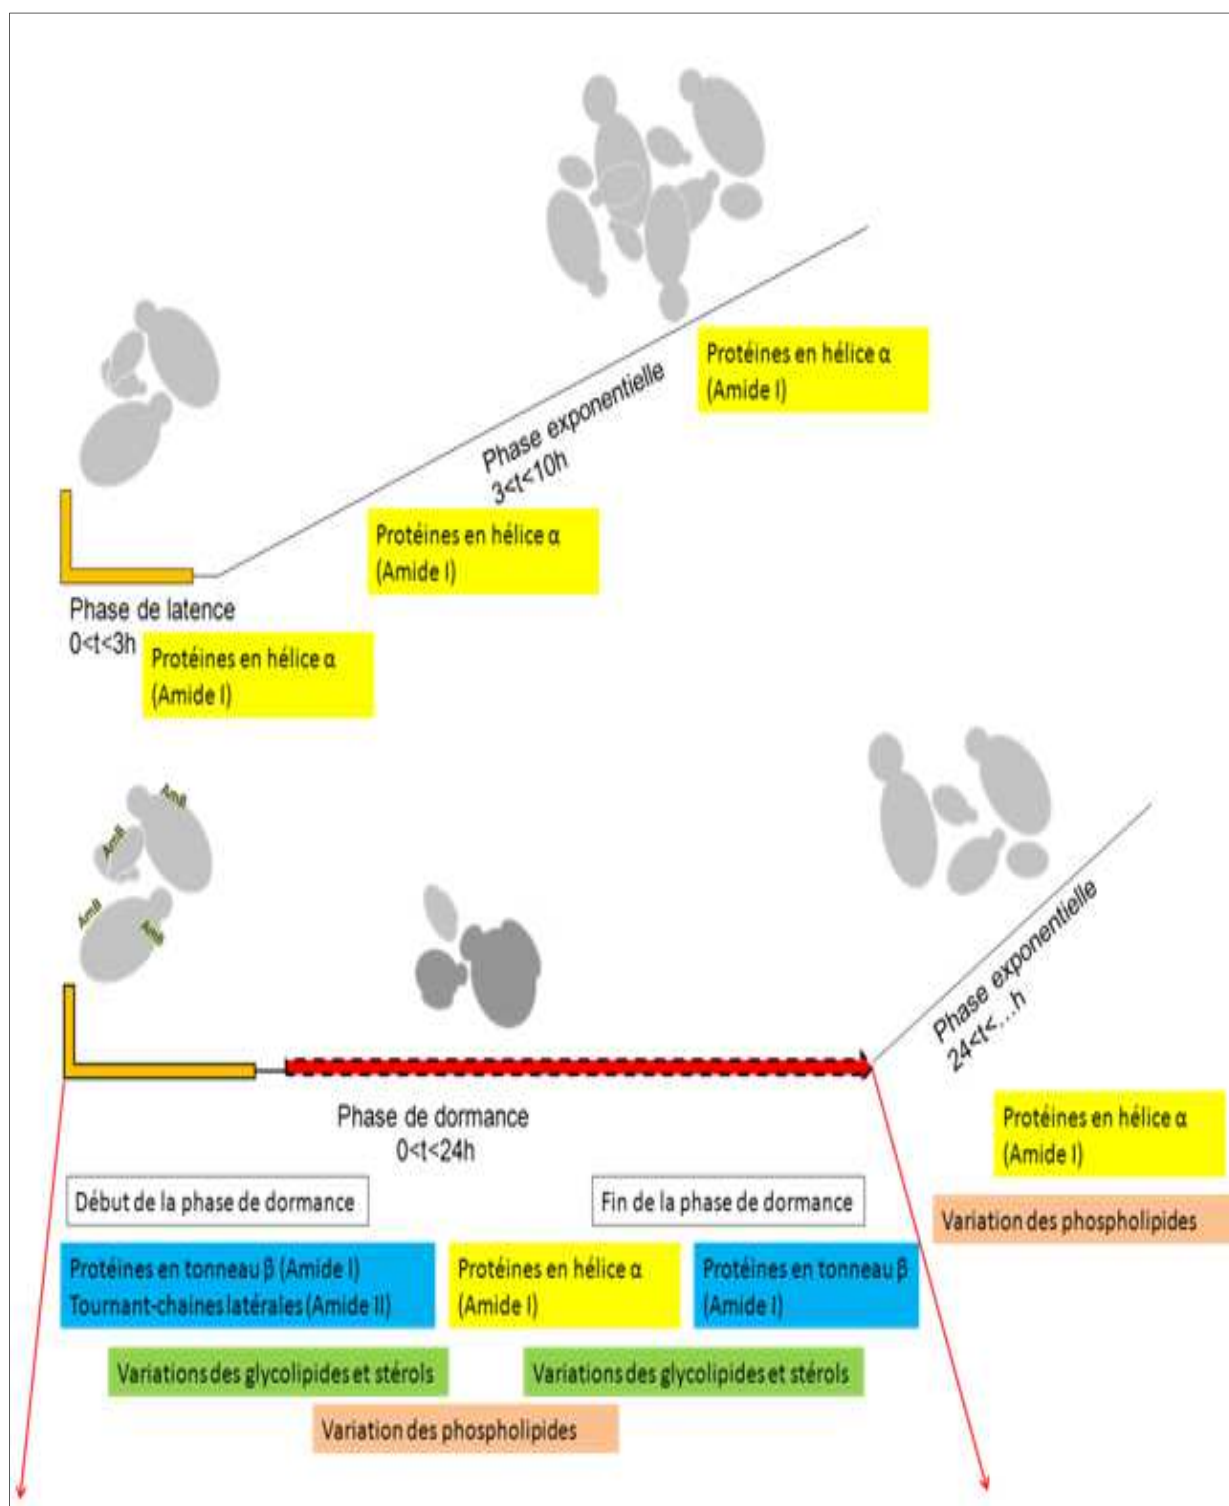 Protéines en hélice α
(Amide I)
Phase exponentielle
3<t<10h
Protéines en hélice α
(Amide I)
Phase de latence
0<t<3h
Protéines en hélice α
(Amide I)
AmB
AmB
AmB
AmB
Phase exponentielle
24<t<...h
Phase de dormance
0<t<24h
Protéines en hélice α
(Amide I)
Variation des phospholipides
Début de la phase de dormance
Fin de la phase de dormance
Protéines en tonneau β (Amide I)
Tournant-chaines latérales (Amide II)
Protéines en hélice α
(Amide I)
Protéines en tonneau β
(Amide I)
Variations des glycolipides et stérols
Variations des glycolipides et stérols
Variation des phospholipides